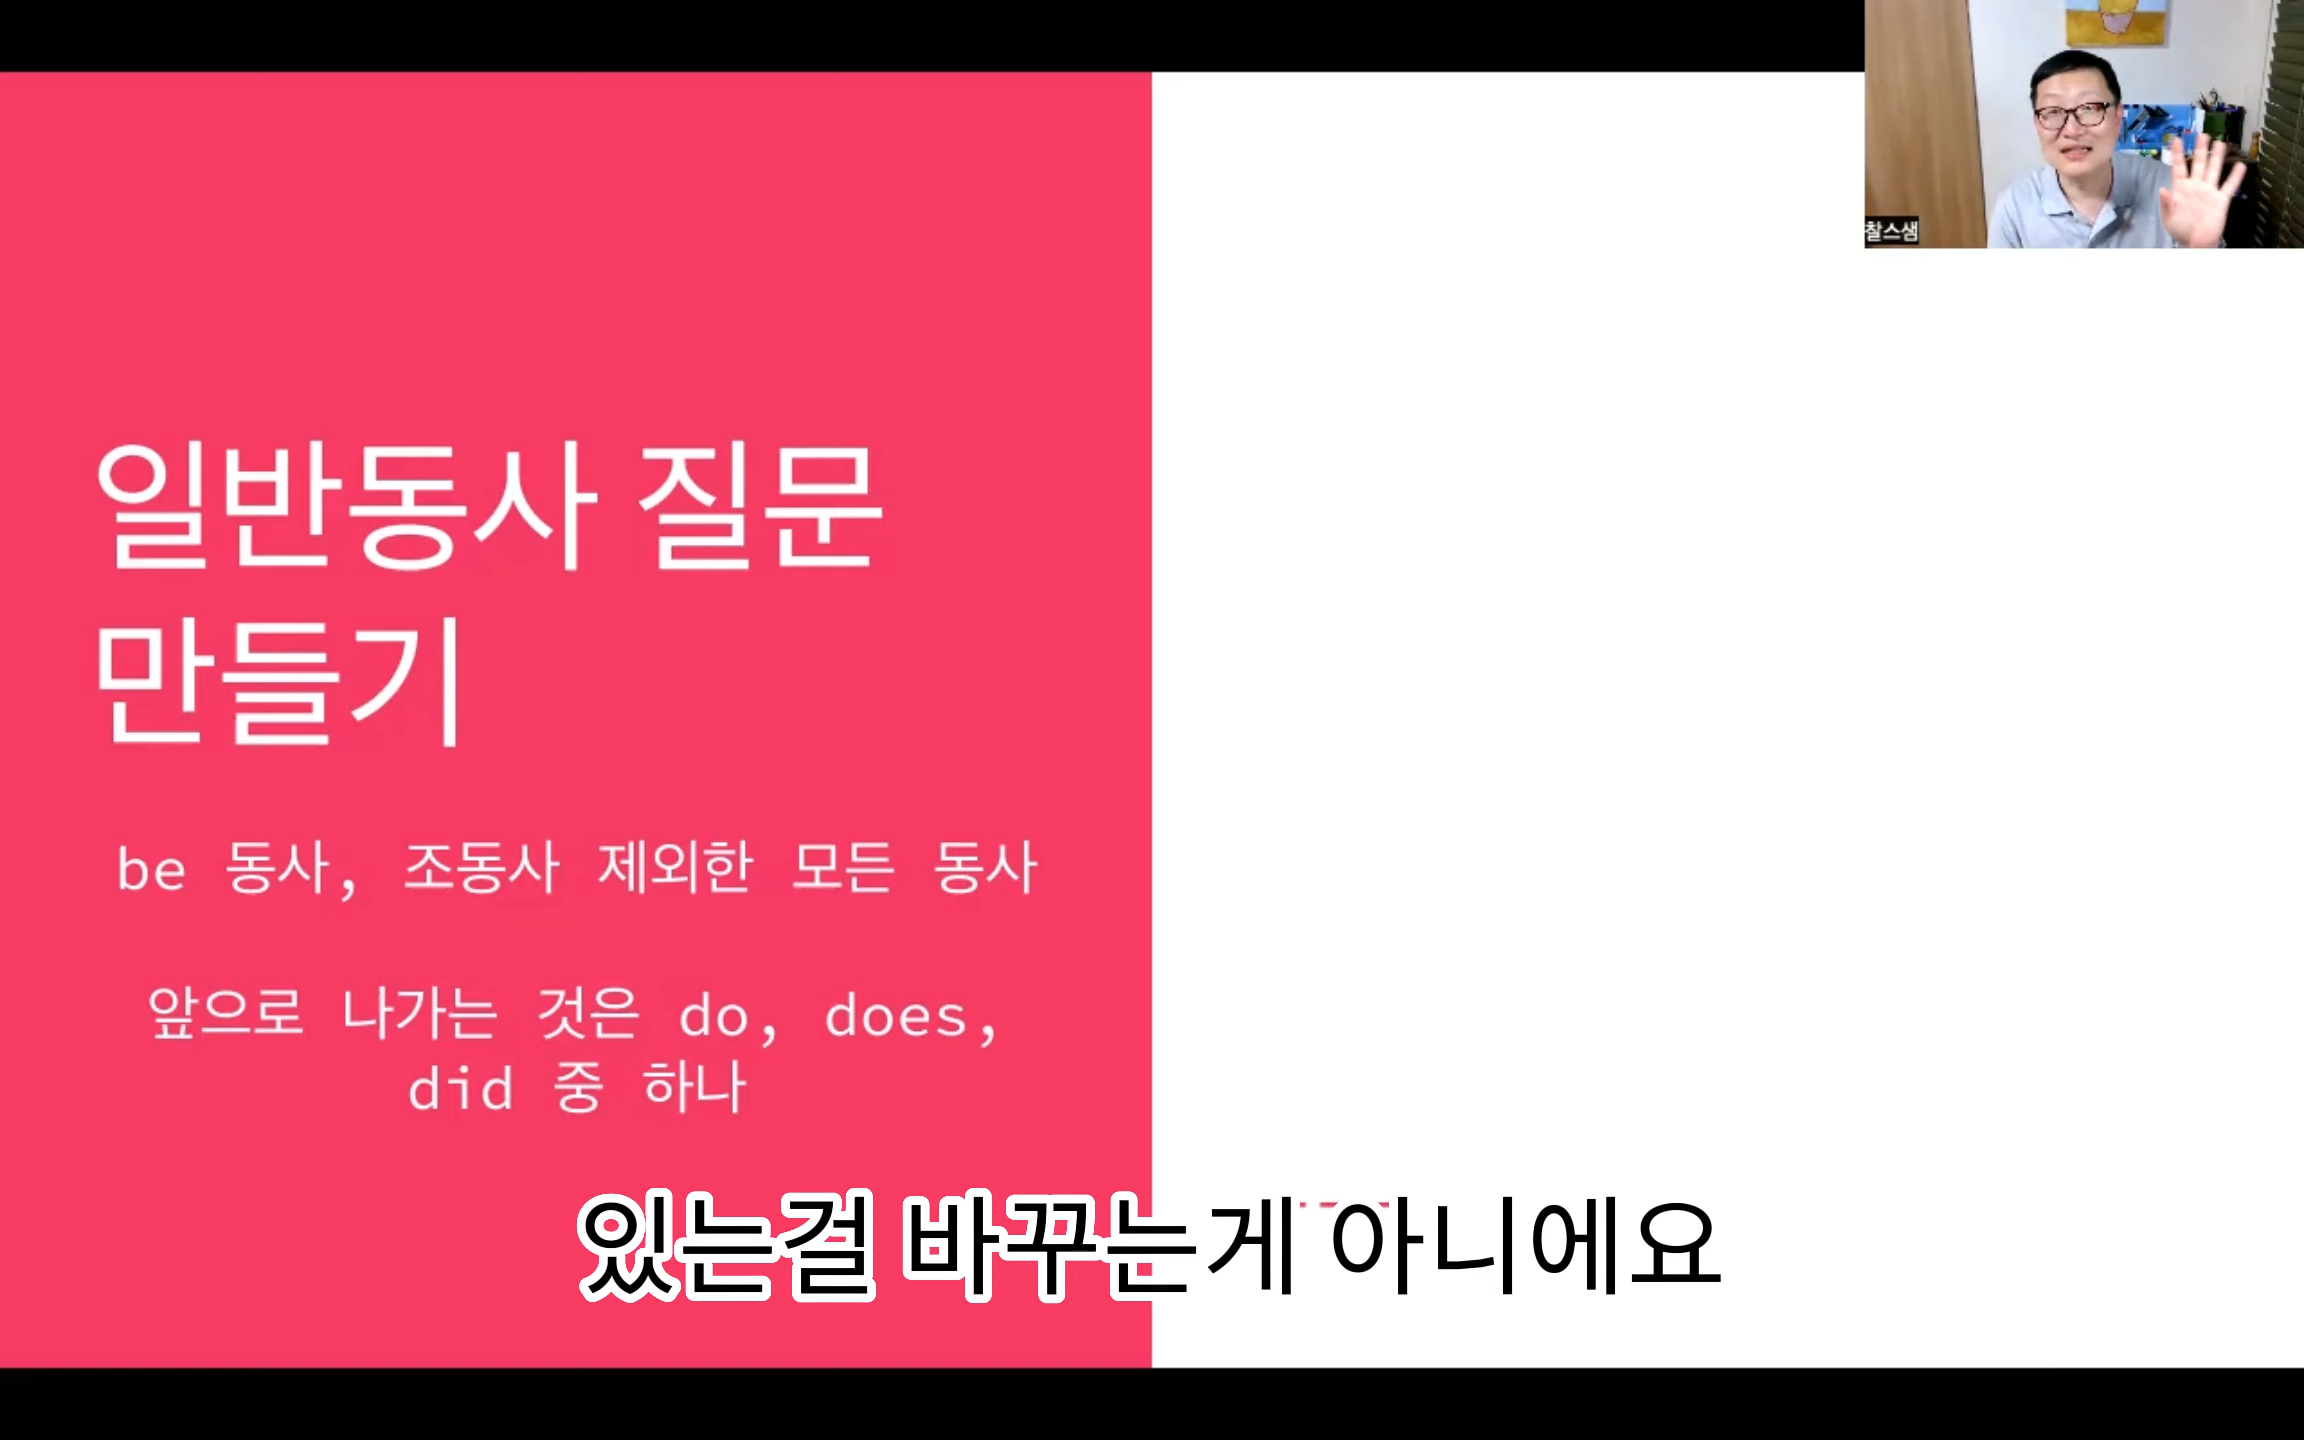 찰스샘
일반동사 질문
만들기
be 동사, 조동사 제외한 모든 동사
앞으로 나가는 것은 do, does,
did 중 하나
있는걸 바꾸는게 아니에요